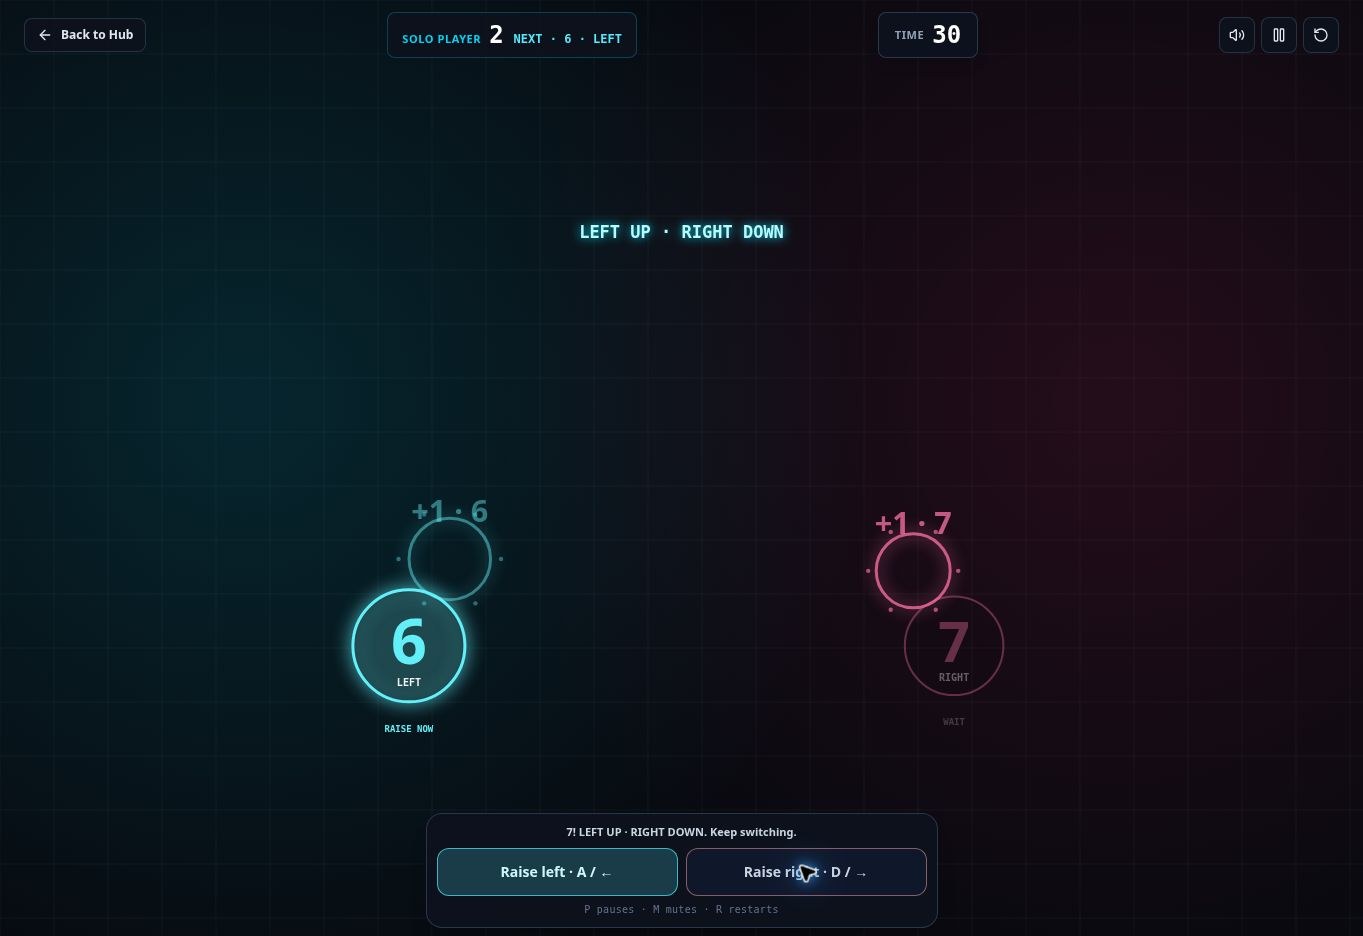 Back to Hub
SOLO PLAYER 2 NEXT · 6 · LEFT
TIME 30
LEFT UP · RIGHT DOWN
+1 · 6
+1 · 7
6
LEFT
RAISE NOW
7
RIGHT
WAIT
7! LEFT UP · RIGHT DOWN. Keep switching.
Raise left · A / ←
Raise right · D / →
P pauses · M mutes · R restarts